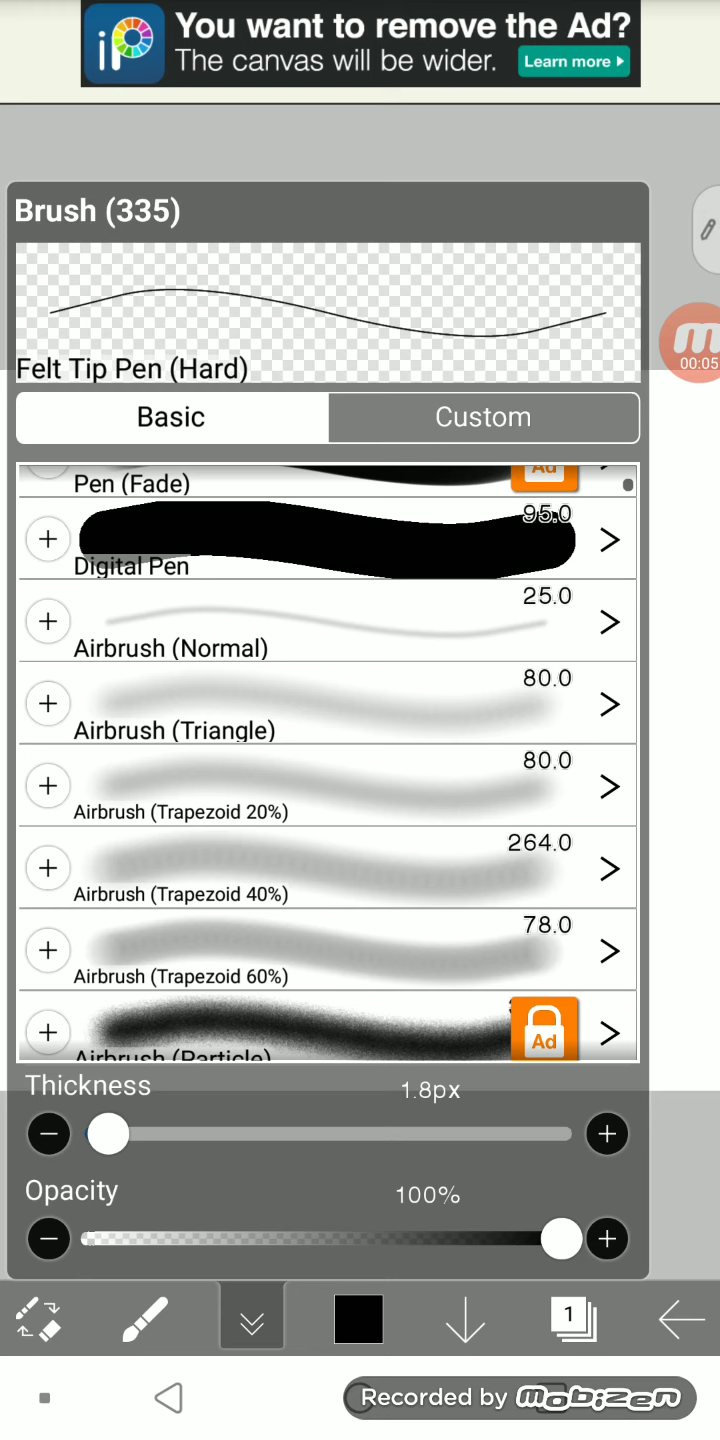 iP
You want to remove the Ad?
The canvas will be wider.
Learn more
Brush (335)
Felt Tip Pen (Hard)
00:05
Basic
Custom
Ad
Pen (Fade)
95.0
Digital Pen
25.0
Airbrush (Normal)
80.0
Airbrush (Triangle)
80.0
Airbrush (Trapezoid 20%)
264.0
Airbrush (Trapezoid 40%)
78.0
Airbrush (Trapezoid 60%)
Ad
Airbrush (Particle)
Thickness
1.8px
Opacity
100%
1
Recorded by mobizen